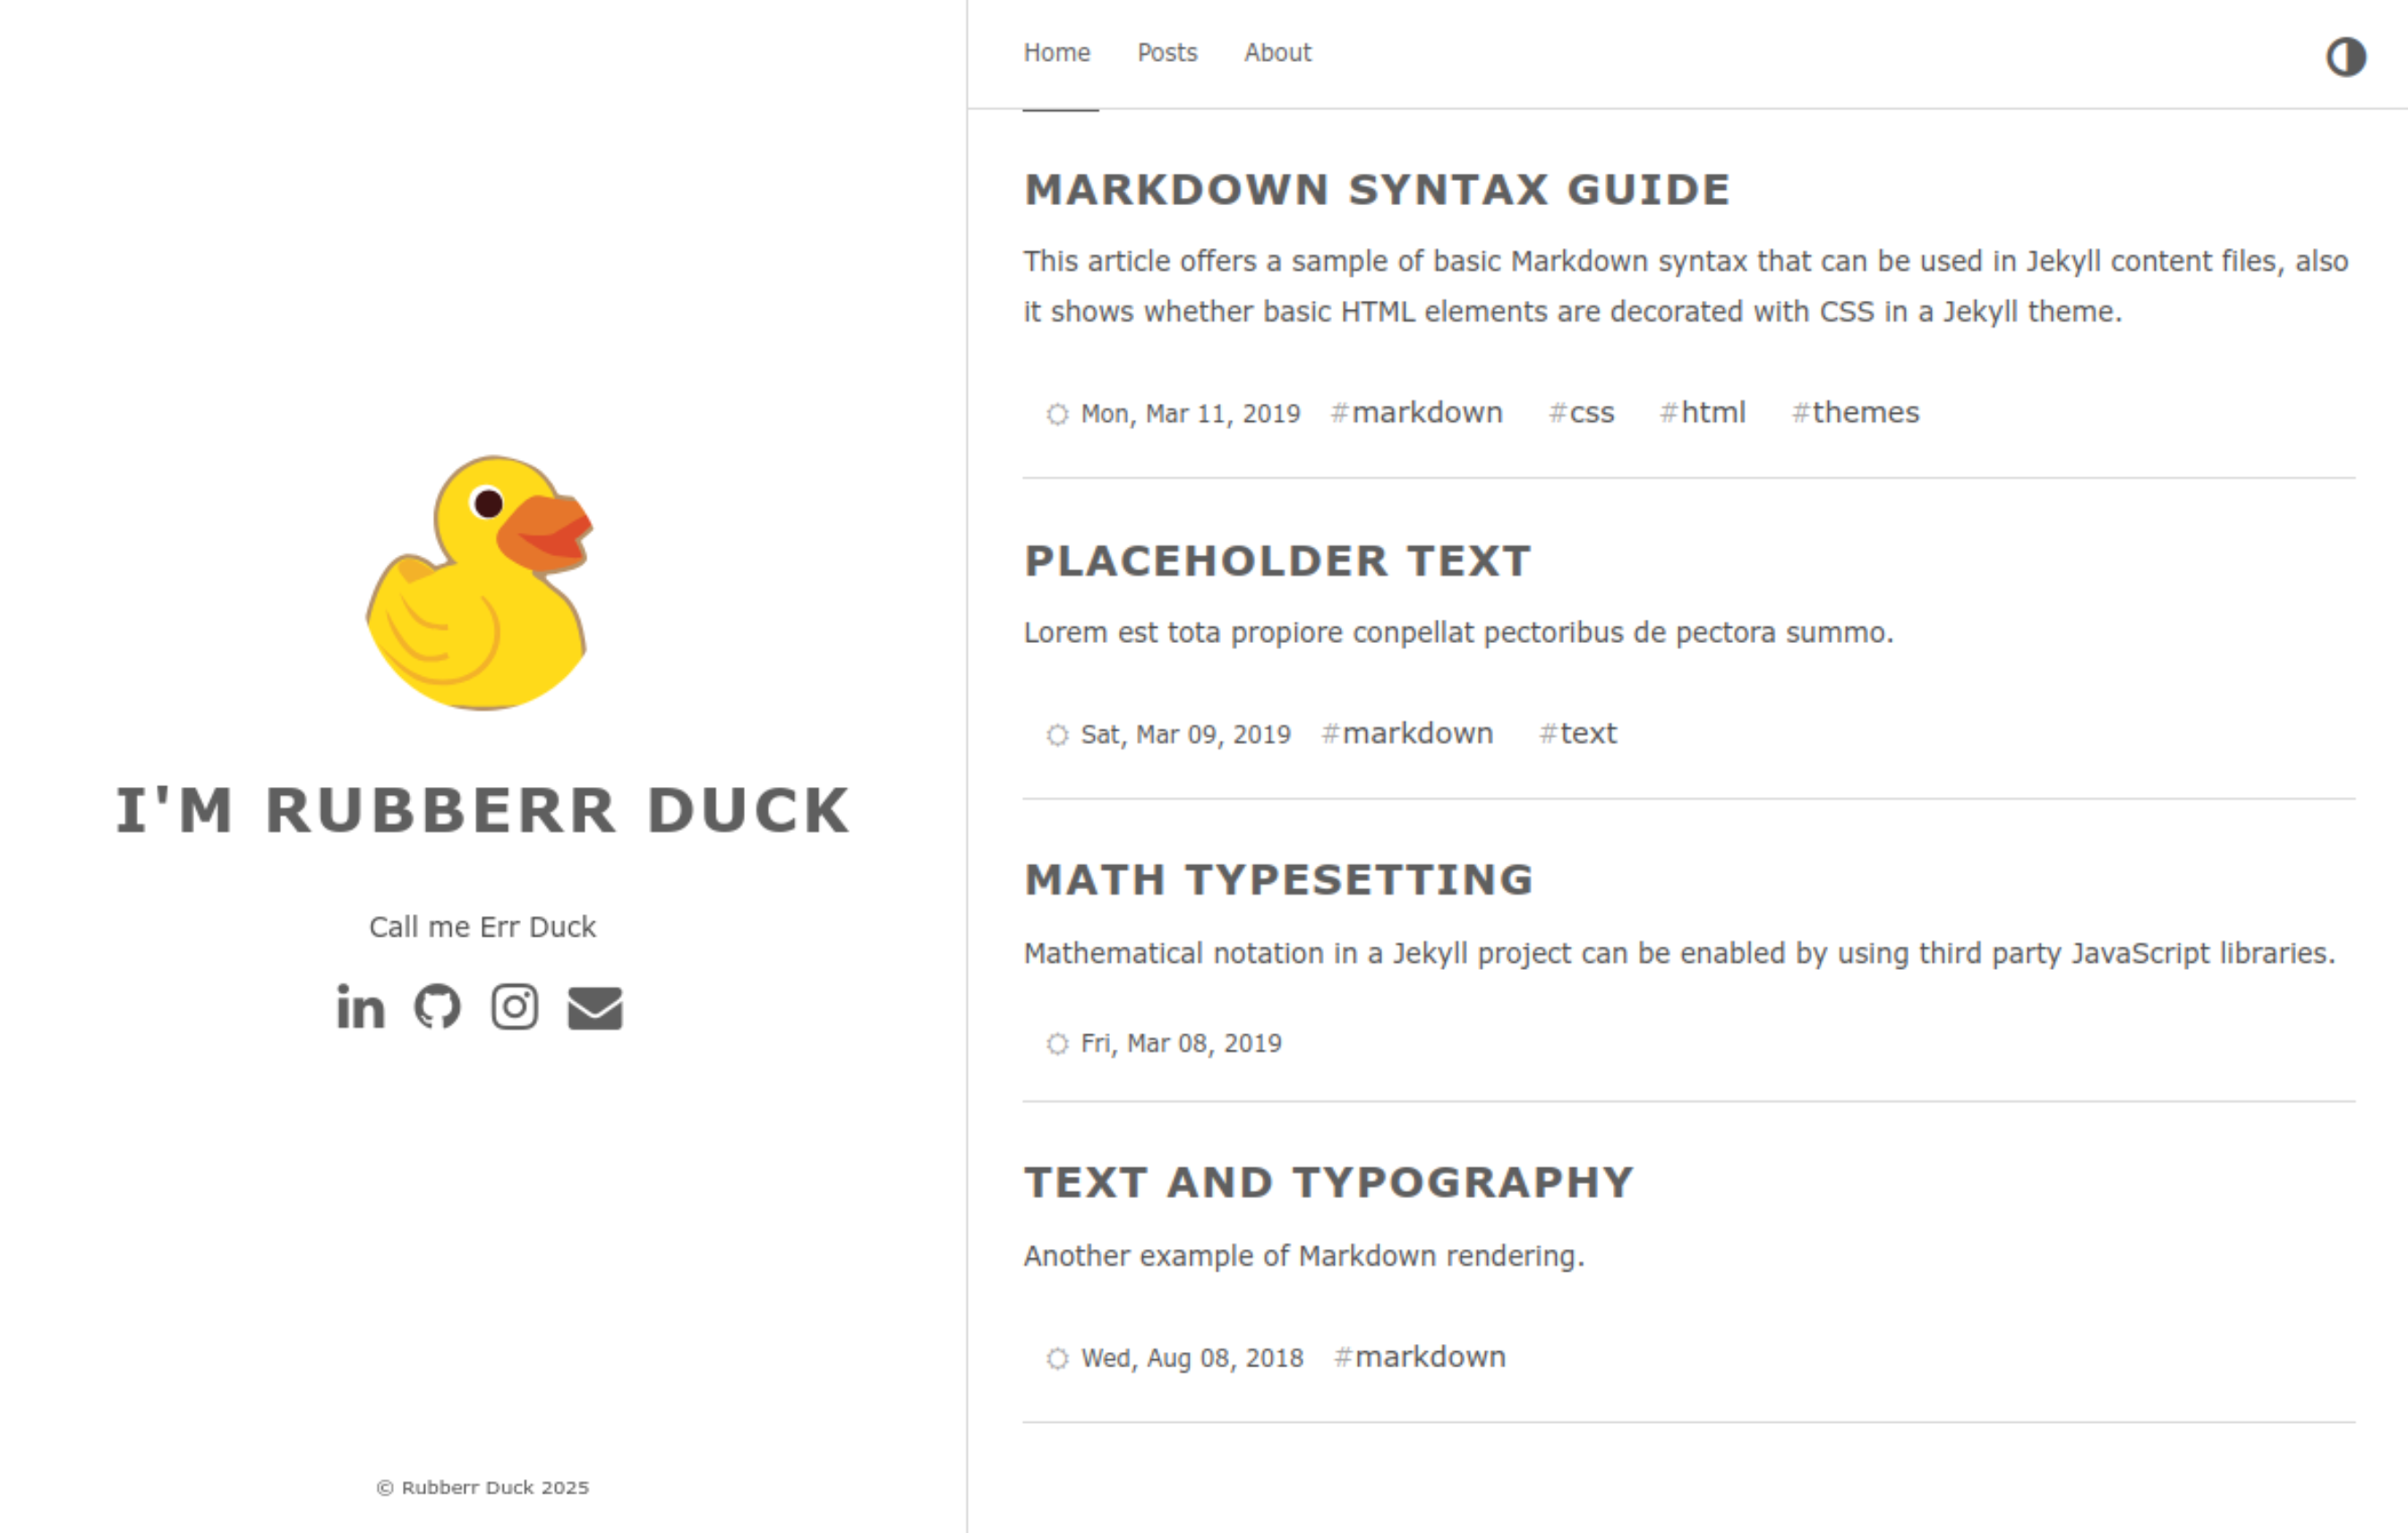 I'M RUBBERR DUCK
Call me Err Duck
© Rubberr Duck 2025
Home Posts About
MARKDOWN SYNTAX GUIDE
This article offers a sample of basic Markdown syntax that can be used in Jekyll content files, also
it shows whether basic HTML elements are decorated with CSS in a Jekyll theme.
Mon, Mar 11, 2019 #markdown #css #html #themes
PLACEHOLDER TEXT
Lorem est tota propiore conpellat pectoribus de pectora summo.
Sat, Mar 09, 2019 #markdown #text
MATH TYPESETTING
Mathematical notation in a Jekyll project can be enabled by using third party JavaScript libraries.
Fri, Mar 08, 2019
TEXT AND TYPOGRAPHY
Another example of Markdown rendering.
Wed, Aug 08, 2018 #markdown